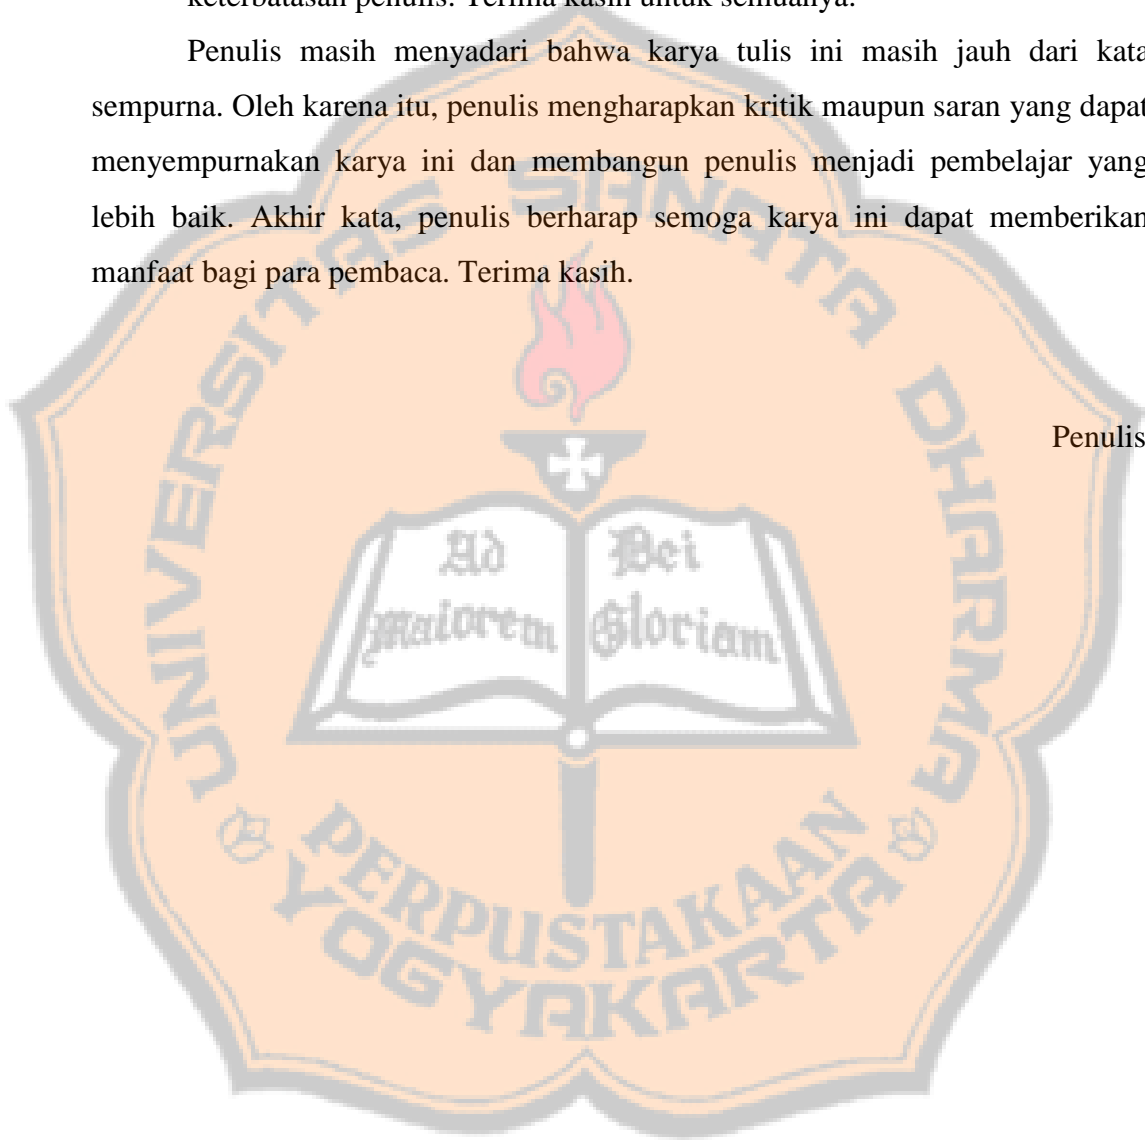 keterbatasan penulis. Terima kasih untuk semuanya.
Penulis masih menyadari bahwa karya tulis ini masih jauh dari kata
sempurna. Oleh karena itu, penulis mengharapkan kritik maupun saran yang dapat
menyempurnakan karya ini dan membangun penulis menjadi pembelajar yang
lebih baik. Akhir kata, penulis berharap semoga karya ini dapat memberikan
manfaat bagi para pembaca. Terima kasih.
Penulis
UNIVERSITAS SANATA DHARMA
Ad Dei
Maiorem Gloriam
PERPUSTAKAAN
YOGYAKARTA